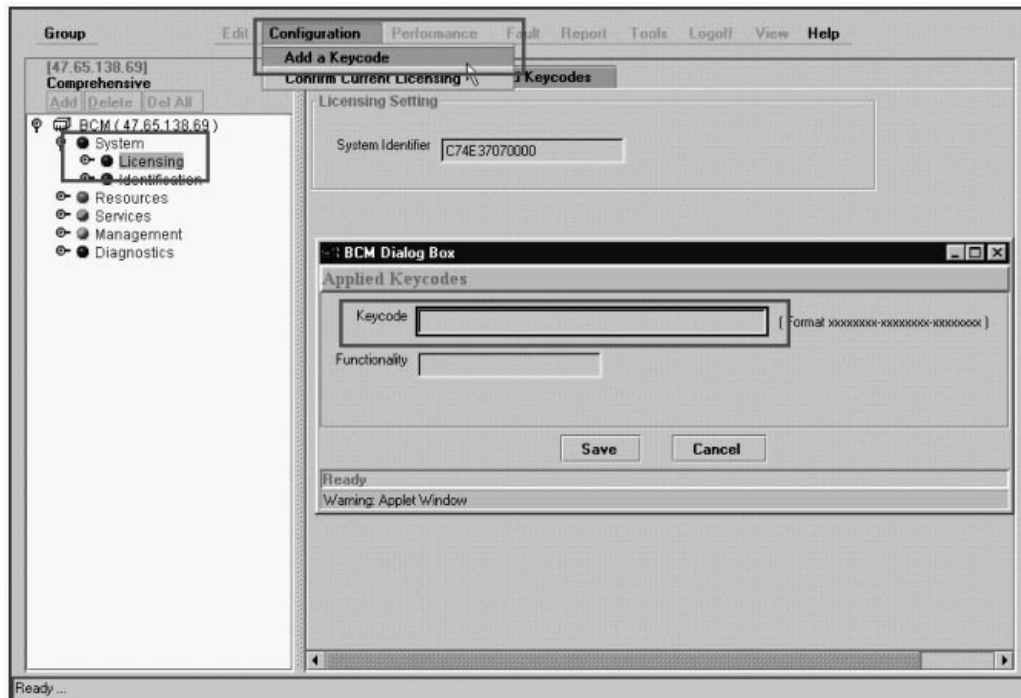 Group Edit Configuration Performance Fault Report Tools Logoff View Help
Add a Keycode
Confirm Current Licensing Keycodes
[47.65.138.69]
Comprehensive
Add Delete Del All
BCM ( 47.65.138.69 )
System
Licensing
Identification
Resources
Services
Management
Diagnostics
Licensing Setting
System Identifier C74E37070000
BCM Dialog Box
Applied Keycodes
Keycode [ Format xxxxxxxx-xxxxxxxx-xxxxxxxx ]
Functionality
Save Cancel
Ready
Warning: Applet Window
Ready ...